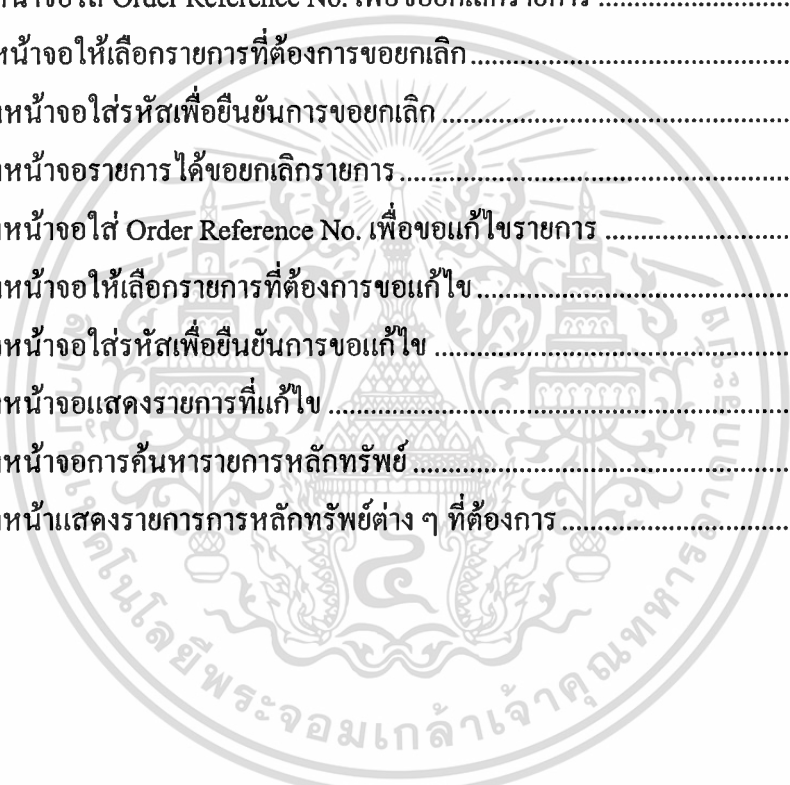 หน้าจอใส่ Order Reference No. เพื่อขอยกเลิกรายการ ........................
หน้าจอให้เลือกรายการที่ต้องการขอยกเลิก ........................
หน้าจอใส่รหัสเพื่อยืนยันการขอยกเลิก ........................
หน้าจอรายการได้ขอยกเลิกรายการ ........................
หน้าจอใส่ Order Reference No. เพื่อขอแก้ไขรายการ ........................
หน้าจอให้เลือกรายการที่ต้องการขอแก้ไข ........................
หน้าจอใส่รหัสเพื่อยืนยันการขอแก้ไข ........................
หน้าจอแสดงรายการที่แก้ไข ........................
หน้าจอการค้นหารายการหลักทรัพย์ ........................
หน้าแสดงรายการการหลักทรัพย์ต่าง ๆ ที่ต้องการ ........................